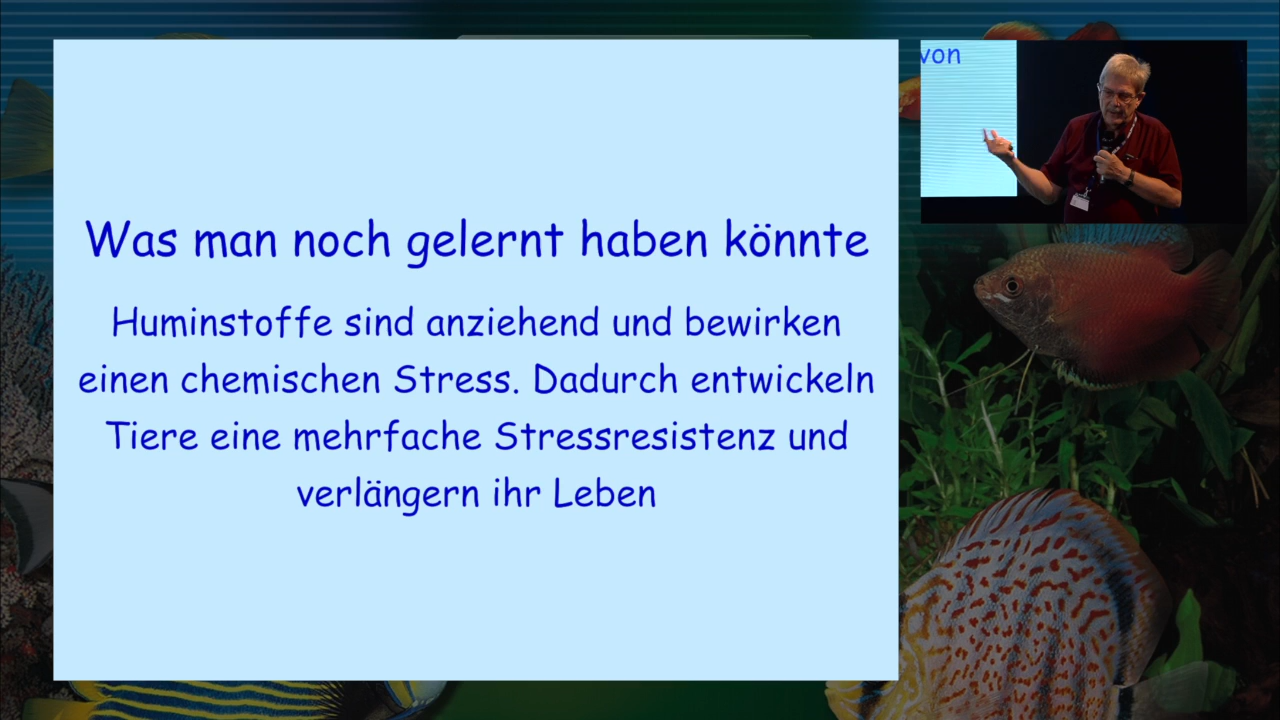 Was man noch gelernt haben könnte
Huminstoffe sind anziehend und bewirken
einen chemischen Stress. Dadurch entwickeln
Tiere eine mehrfache Stressresistenz und
verlängern ihr Leben
von